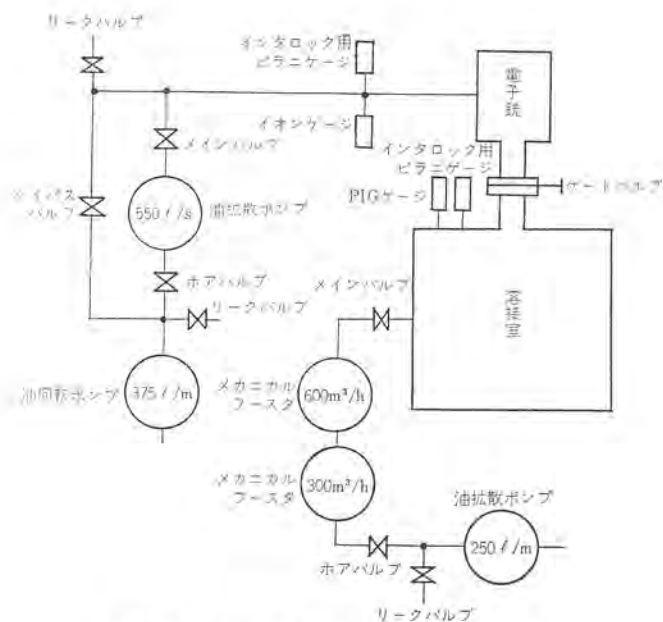 リークバルブ
インタロック用
ピラニゲージ
電子銃
イオンゲージ
メインバルブ
インタロック用
ピラニゲージ
PIGゲージ
ゲートバルブ
バイパス
バルブ
550ℓ/s
油拡散ポンプ
ホアバルブ
リークバルブ
メインバルブ
溶接室
油回転ポンプ
375ℓ/m
メカニカル
ブースタ
600m³/h
メカニカル
ブースタ
300m³/h
油拡散ポンプ
250ℓ/m
ホアバルブ
リークバルブ